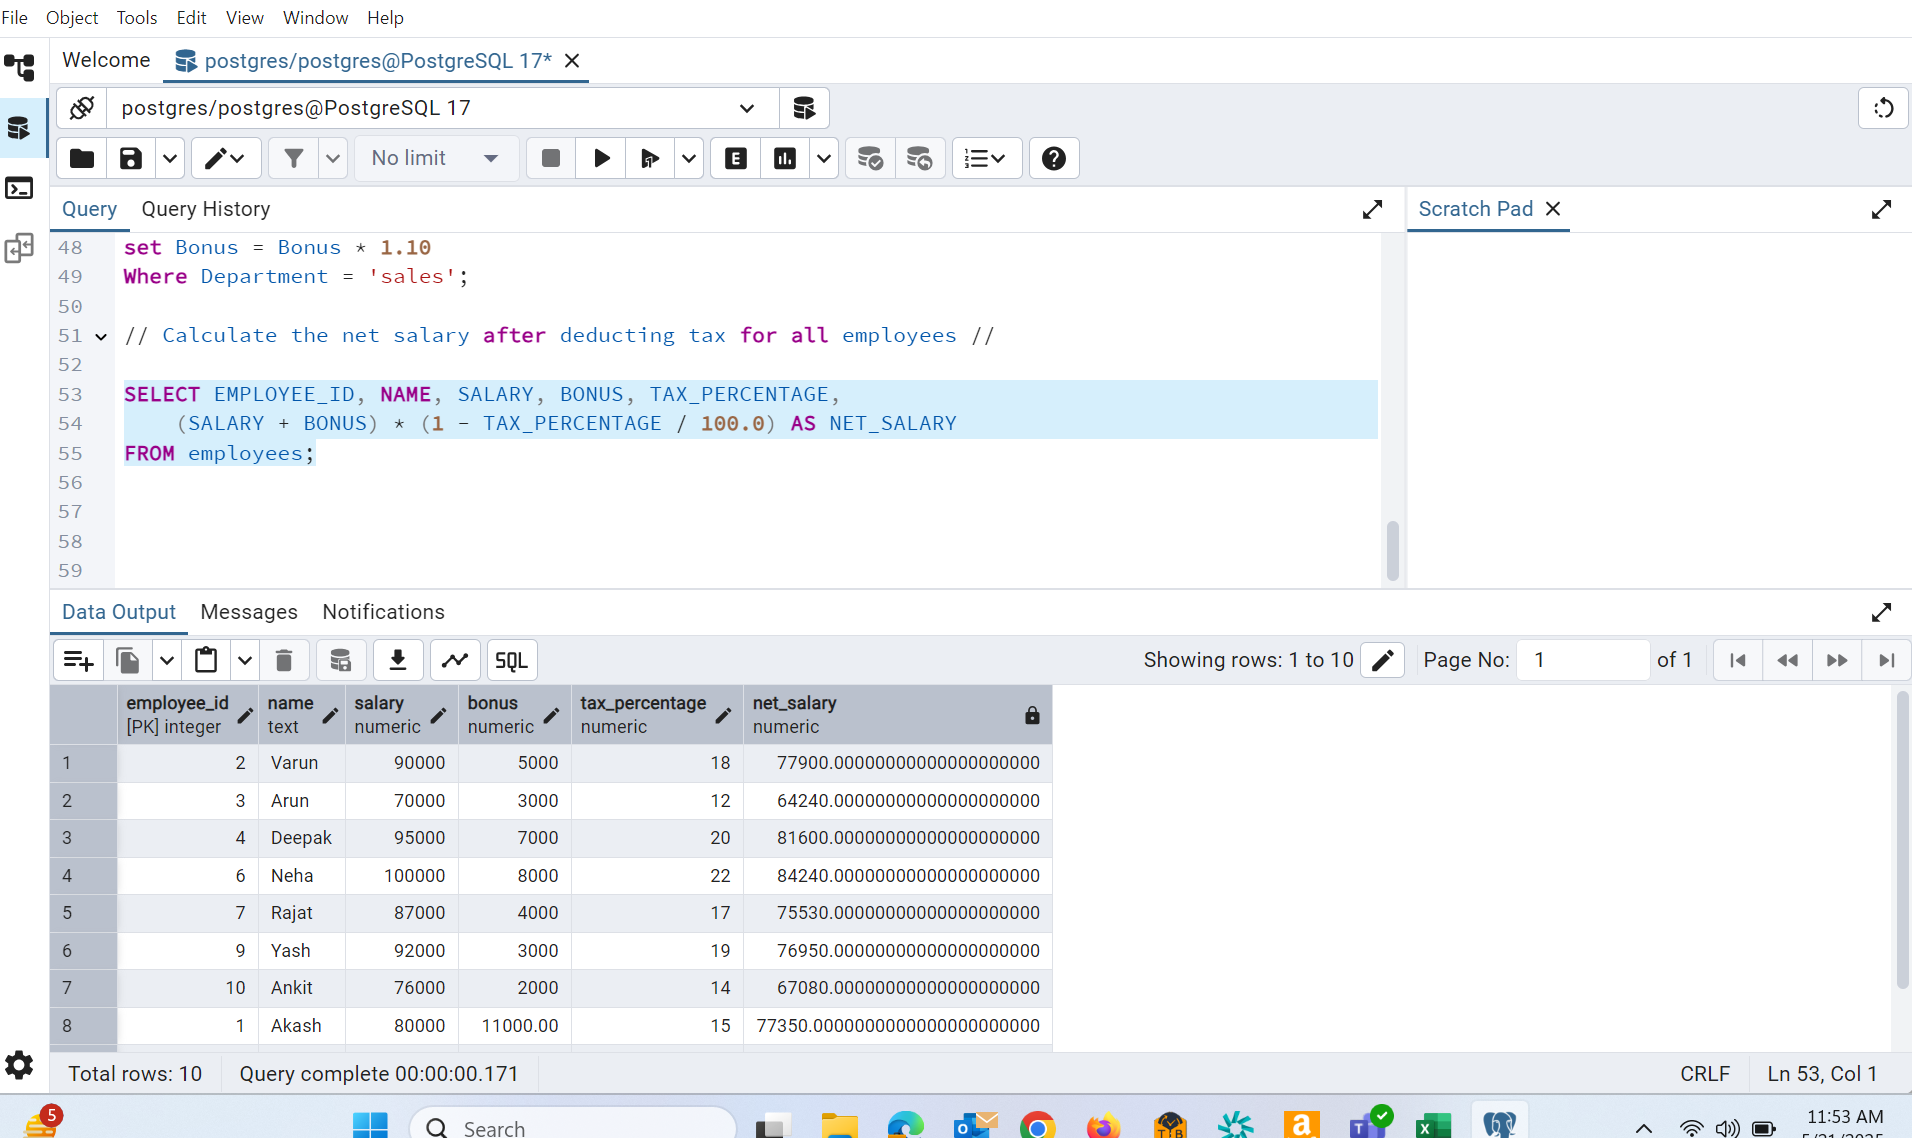 File Object Tools Edit View Window Help
Welcome postgres/postgres@PostgreSQL 17*
postgres/postgres@PostgreSQL 17
No limit
Query Query History
Scratch Pad
48 set Bonus = Bonus * 1.10
49 Where Department = 'sales';
50
51 // Calculate the net salary after deducting tax for all employees //
52
53 SELECT EMPLOYEE_ID, NAME, SALARY, BONUS, TAX_PERCENTAGE,
54 (SALARY + BONUS) * (1 - TAX_PERCENTAGE / 100.0) AS NET_SALARY
55 FROM employees;
56
57
58
59
Data Output Messages Notifications
SQL Showing rows: 1 to 10 Page No: 1 of 1
employee_id name salary bonus tax_percentage net_salary
[PK] integer text numeric numeric numeric numeric
1 2 Varun 90000 5000 18 77900.00000000000000000000
2 3 Arun 70000 3000 12 64240.00000000000000000000
3 4 Deepak 95000 7000 20 81600.00000000000000000000
4 6 Neha 100000 8000 22 84240.00000000000000000000
5 7 Rajat 87000 4000 17 75530.00000000000000000000
6 9 Yash 92000 3000 19 76950.00000000000000000000
7 10 Ankit 76000 2000 14 67080.00000000000000000000
8 1 Akash 80000 11000.00 15 77350.0000000000000000000000
Total rows: 10 Query complete 00:00:00.171 CRLF Ln 53, Col 1
5 Search 11:53 AM